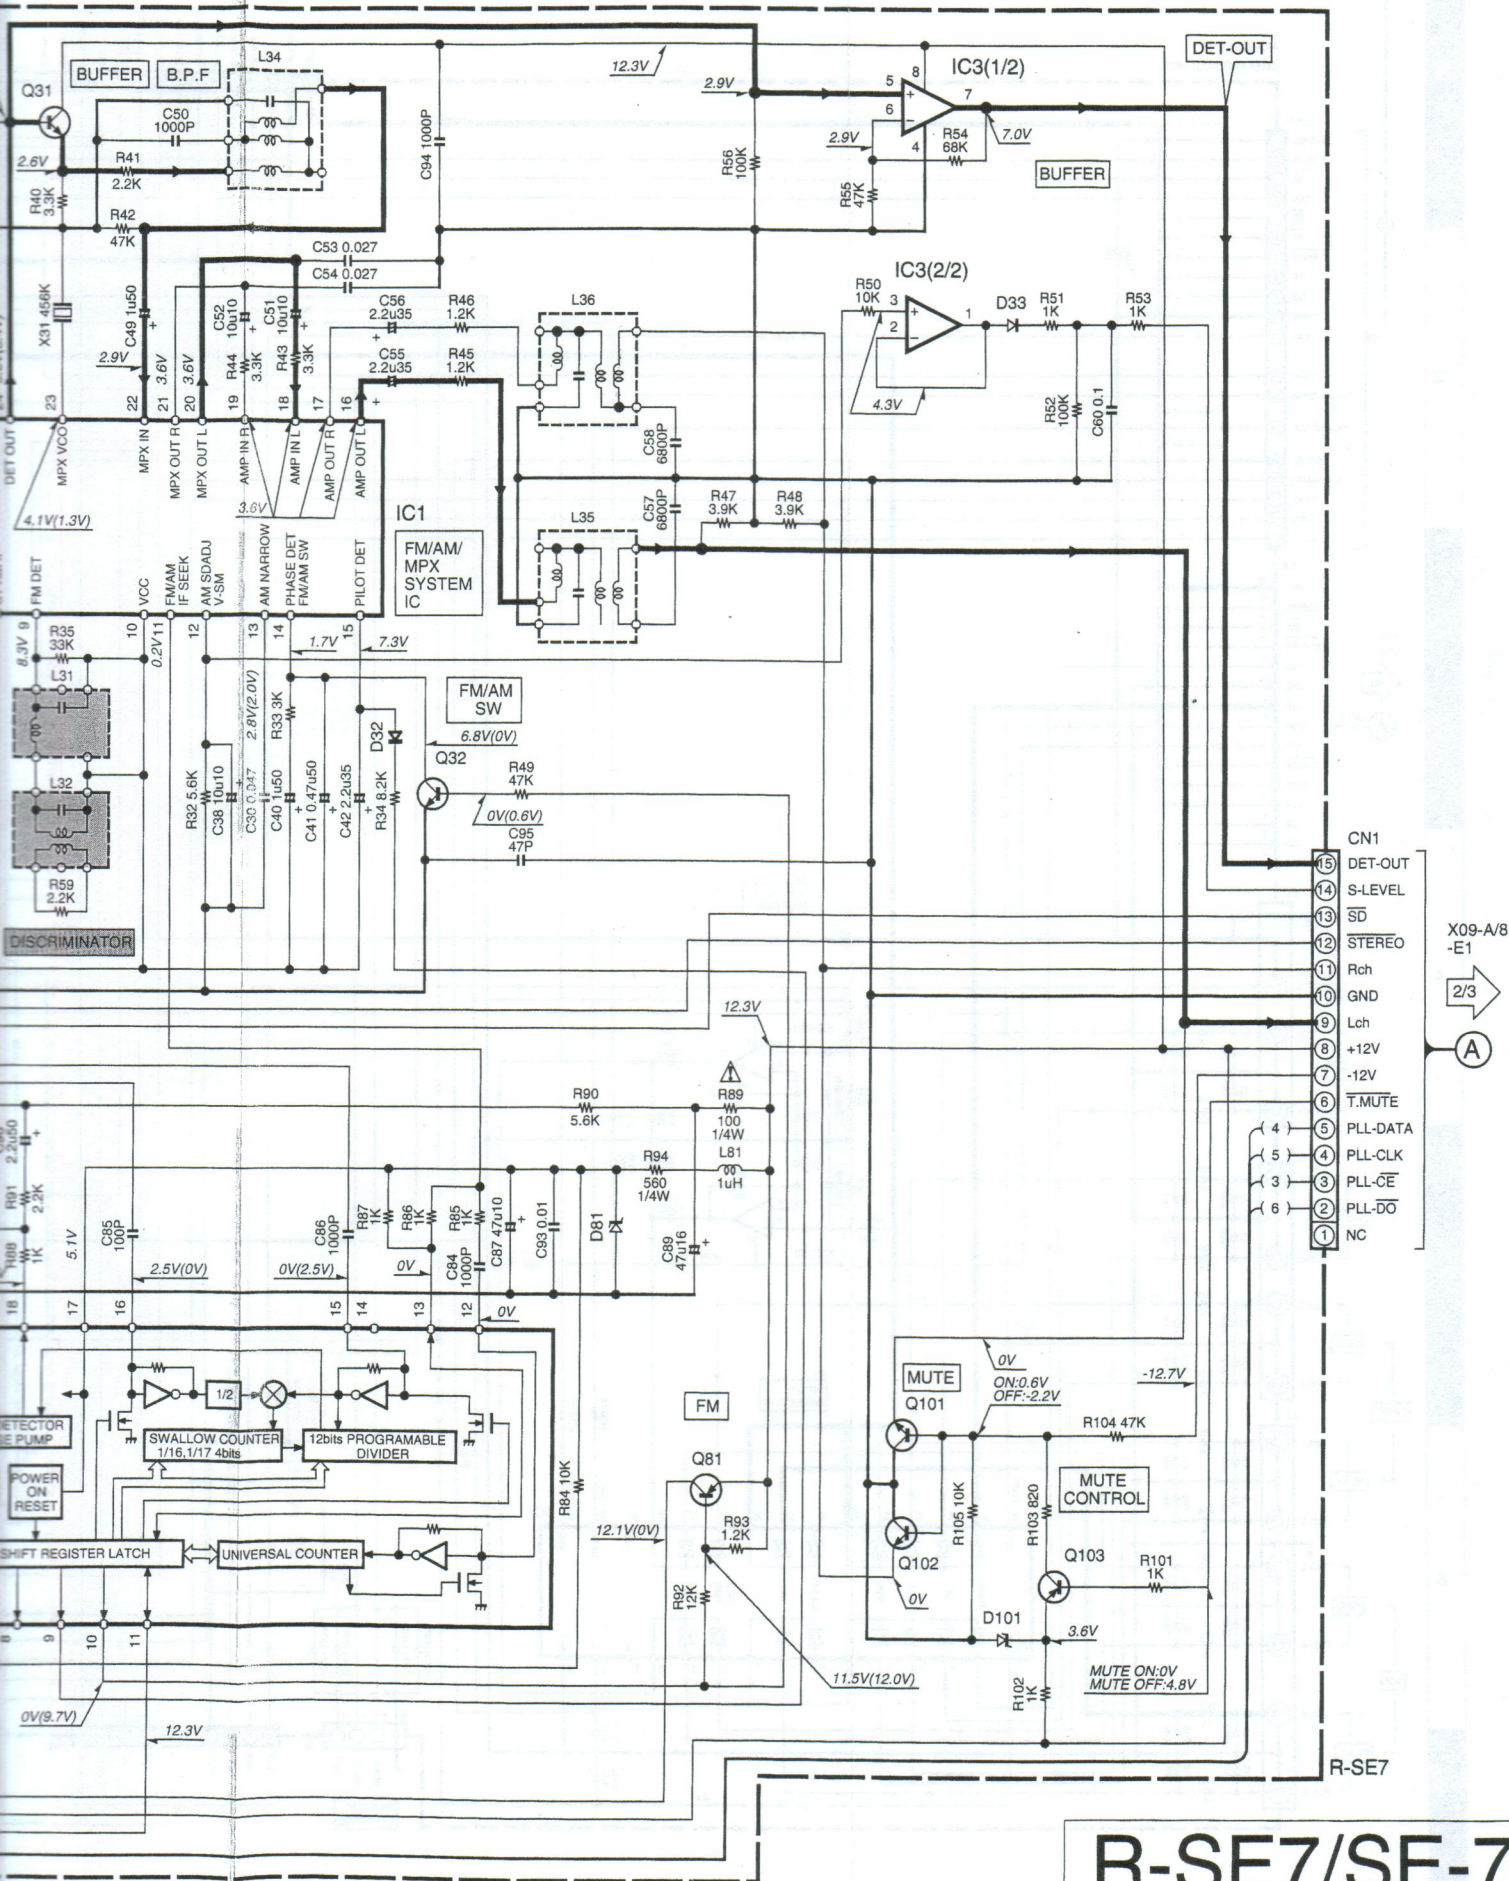 DET-OUT
L34
BUFFER
B.P.F
Q31
C50
1000P
12.3V
2.9V
IC3(1/2)
5
6
8
7
4
+
−
2.9V
R54
68K
7.0V
BUFFER
C94 1000P
R56
100K
R55
47K
2.6V
R41
2.2K
R40
3.3K
R42
47K
C53 0.027
C54 0.027
IC3(2/2)
X31 456K
C49 1u50
+
C52
10u10
+
C51
10u10
+
C56
2.2u35
+
R46
1.2K
L36
R50
10K
3
2
1
+
−
D33
R51
1K
R53
1K
2.9V
3.6V
3.6V
R44
3.3K
R43
3.3K
C55
2.2u35
+
R45
1.2K
4.3V
R52
100K
C60 0.1
23
22
21
20
19
18
17
16
DET OUT
MPX VCO
MPX IN
MPX OUT R
MPX OUT L
AMP IN R
AMP IN L
AMP OUT R
AMP OUT L
C58
6800P
4.1V(1.3V)
3.6V
IC1
L35
C57
6800P
R47
3.9K
R48
3.9K
FM/AM/
MPX
SYSTEM
IC
FM DET
VCC
FM/AM
IF SEEK
AM SDADJ
V-SM
AM NARROW
PHASE DET
FM/AM SW
PILOT DET
9
10
11
12
13
14
15
8.3V
R35
33K
0.2V
1.7V
7.3V
L31
2.8V(2.0V)
R33 3K
D32
FM/AM
SW
6.8V(0V)
Q32
R49
47K
L32
R32 5.6K
C38 10u10
+
C30 0.047
C40 1u50
+
C41 0.47u50
+
C42 2.2u35
+
R34 8.2K
0V(0.6V)
C95
47P
R59
2.2K
DISCRIMINATOR
CN1
15 DET-OUT
14 S-LEVEL
13 SD
12 STEREO
11 Rch
10 GND
9 Lch
8 +12V
7 -12V
6 T.MUTE
(4) 5 PLL-DATA
(5) 4 PLL-CLK
(3) 3 PLL-CE
(6) 2 PLL-DO
1 NC
X09-A/8
-E1
2/3
A
12.3V
R90
5.6K
R89
100
1/4W
L81
1uH
R94
560
1/4W
2.2u50
+
R91
2.2K
R88
1K
5.1V
C85
100P
C86
1000P
R87
1K
R86
1K
R85
1K
C84
1000P
C87 47u10
+
C93 0.01
D81
C89
47u16
+
2.5V(0V)
0V(2.5V)
0V
0V
18
17
16
15
14
13
12
1/2
DETECTOR
GE PUMP
SWALLOW COUNTER
1/16,1/17 4bits
12bits PROGRAMABLE
DIVIDER
POWER
ON
RESET
SHIFT REGISTER LATCH
UNIVERSAL COUNTER
R84 10K
8
9
10
11
0V(9.7V)
12.3V
FM
Q81
12.1V(0V)
R93
1.2K
R92
12K
11.5V(12.0V)
MUTE
Q101
0V
ON:0.6V
OFF:-2.2V
-12.7V
R104 47K
MUTE
CONTROL
R105 10K
R103 820
Q102
0V
Q103
R101
1K
D101
3.6V
R102
1K
MUTE ON:0V
MUTE OFF:4.8V
R-SE7
R-SE7/SE-7